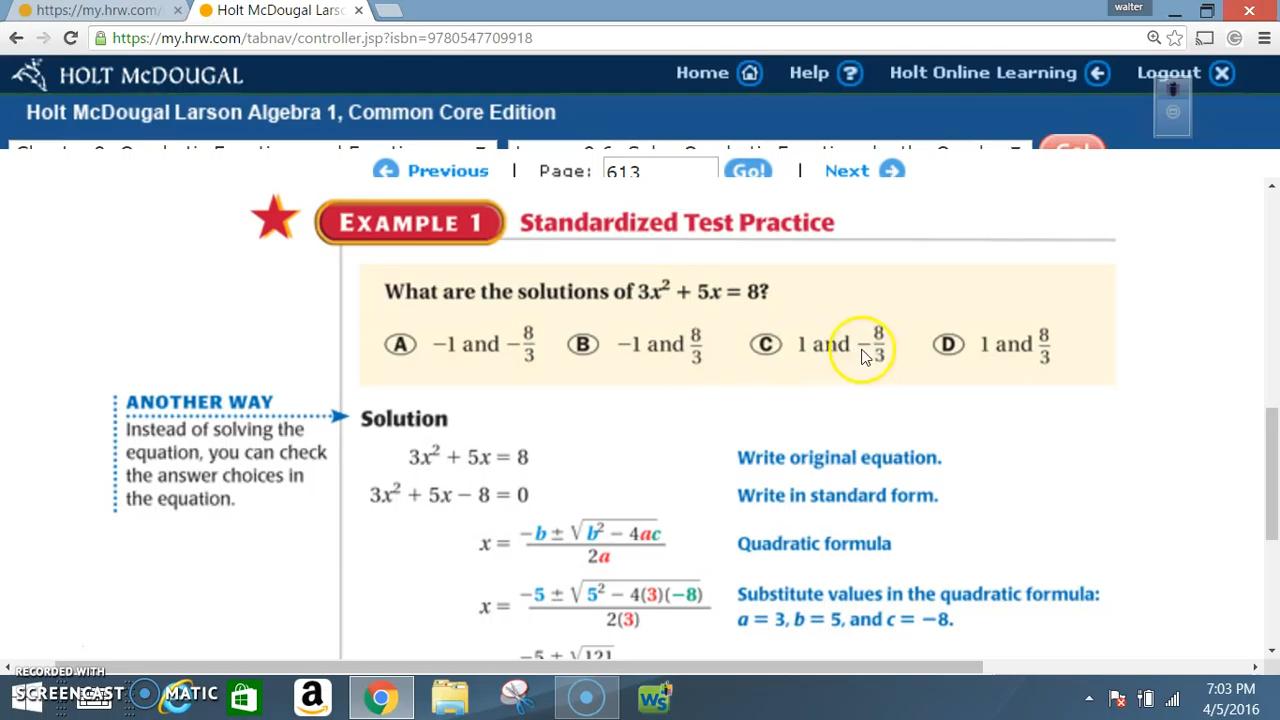 https://my.hrw.com/tabnav/ ×
Holt McDougal Larso ×
walter
https://my.hrw.com/tabnav/controller.jsp?isbn=9780547709918
HOLT McDOUGAL
Home
Help ?
Holt Online Learning
Logout X
Holt McDougal Larson Algebra 1, Common Core Edition
Previous | Page: 613 Go! | Next
EXAMPLE 1 Standardized Test Practice
What are the solutions of 3x² + 5x = 8?
A −1 and −8/3 B −1 and 8/3 C 1 and −8/3 D 1 and 8/3
ANOTHER WAY
Instead of solving the
equation, you can check
the answer choices in
the equation.
Solution
3x² + 5x = 8 Write original equation.
3x² + 5x − 8 = 0 Write in standard form.
x = (−b ± √(b² − 4ac))/(2a) Quadratic formula
x = (−5 ± √(5² − 4(3)(−8)))/(2(3)) Substitute values in the quadratic formula:
a = 3, b = 5, and c = −8.
−5 ± √121
RECORDED WITH
SCREENCAST MATIC
7:03 PM
4/5/2016